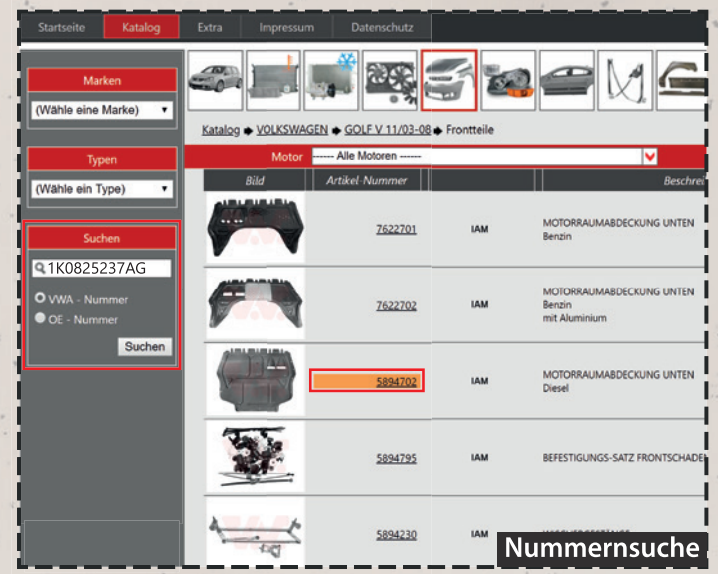 Startseite Katalog Extra Impressum Datenschutz
Marken
(Wähle eine Marke)
Typen
(Wähle ein Type)
Suchen
1K0825237AG
VWA - Nummer
OE - Nummer
Suchen
Katalog VOLKSWAGEN GOLF V 11/03-08 Frontteile
Motor ------ Alle Motoren ------
Bild Artikel-Nummer Beschrei
7622701 IAM MOTORRAUMABDECKUNG UNTEN
Benzin
7622702 IAM MOTORRAUMABDECKUNG UNTEN
Benzin
mit Aluminium
5894702 IAM MOTORRAUMABDECKUNG UNTEN
Diesel
5894795 IAM BEFESTIGUNGS-SATZ FRONTSCHADE
5894230 IAM
Nummernsuche